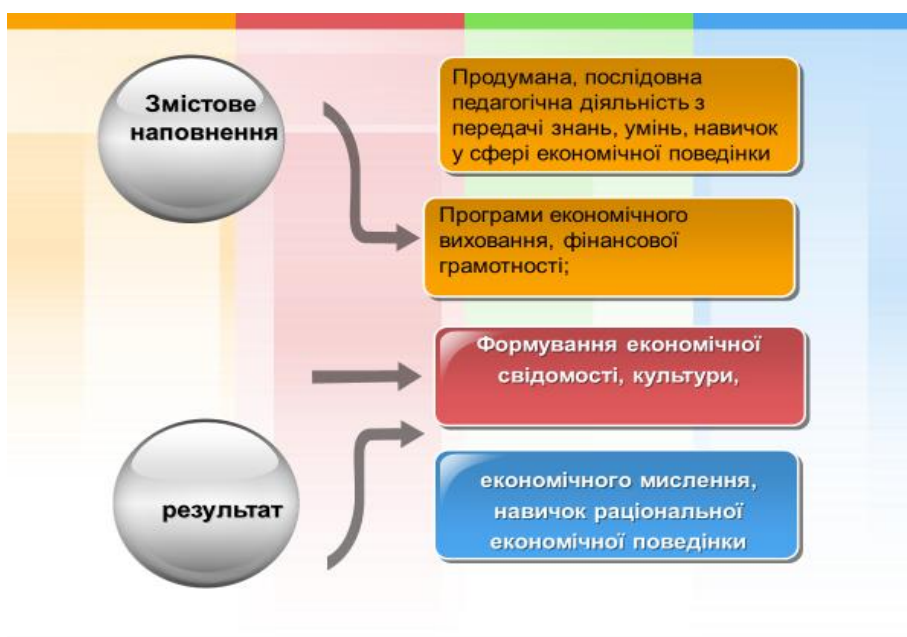 Змістове
наповнення
Продумана, послідовна
педагогічна діяльність з
передачі знань, умінь, навичок
у сфері економічної поведінки
Програми економічного
виховання, фінансової
грамотності;
Формування економічної
свідомості, культури,
результат
економічного мислення,
навичок раціональної
економічної поведінки